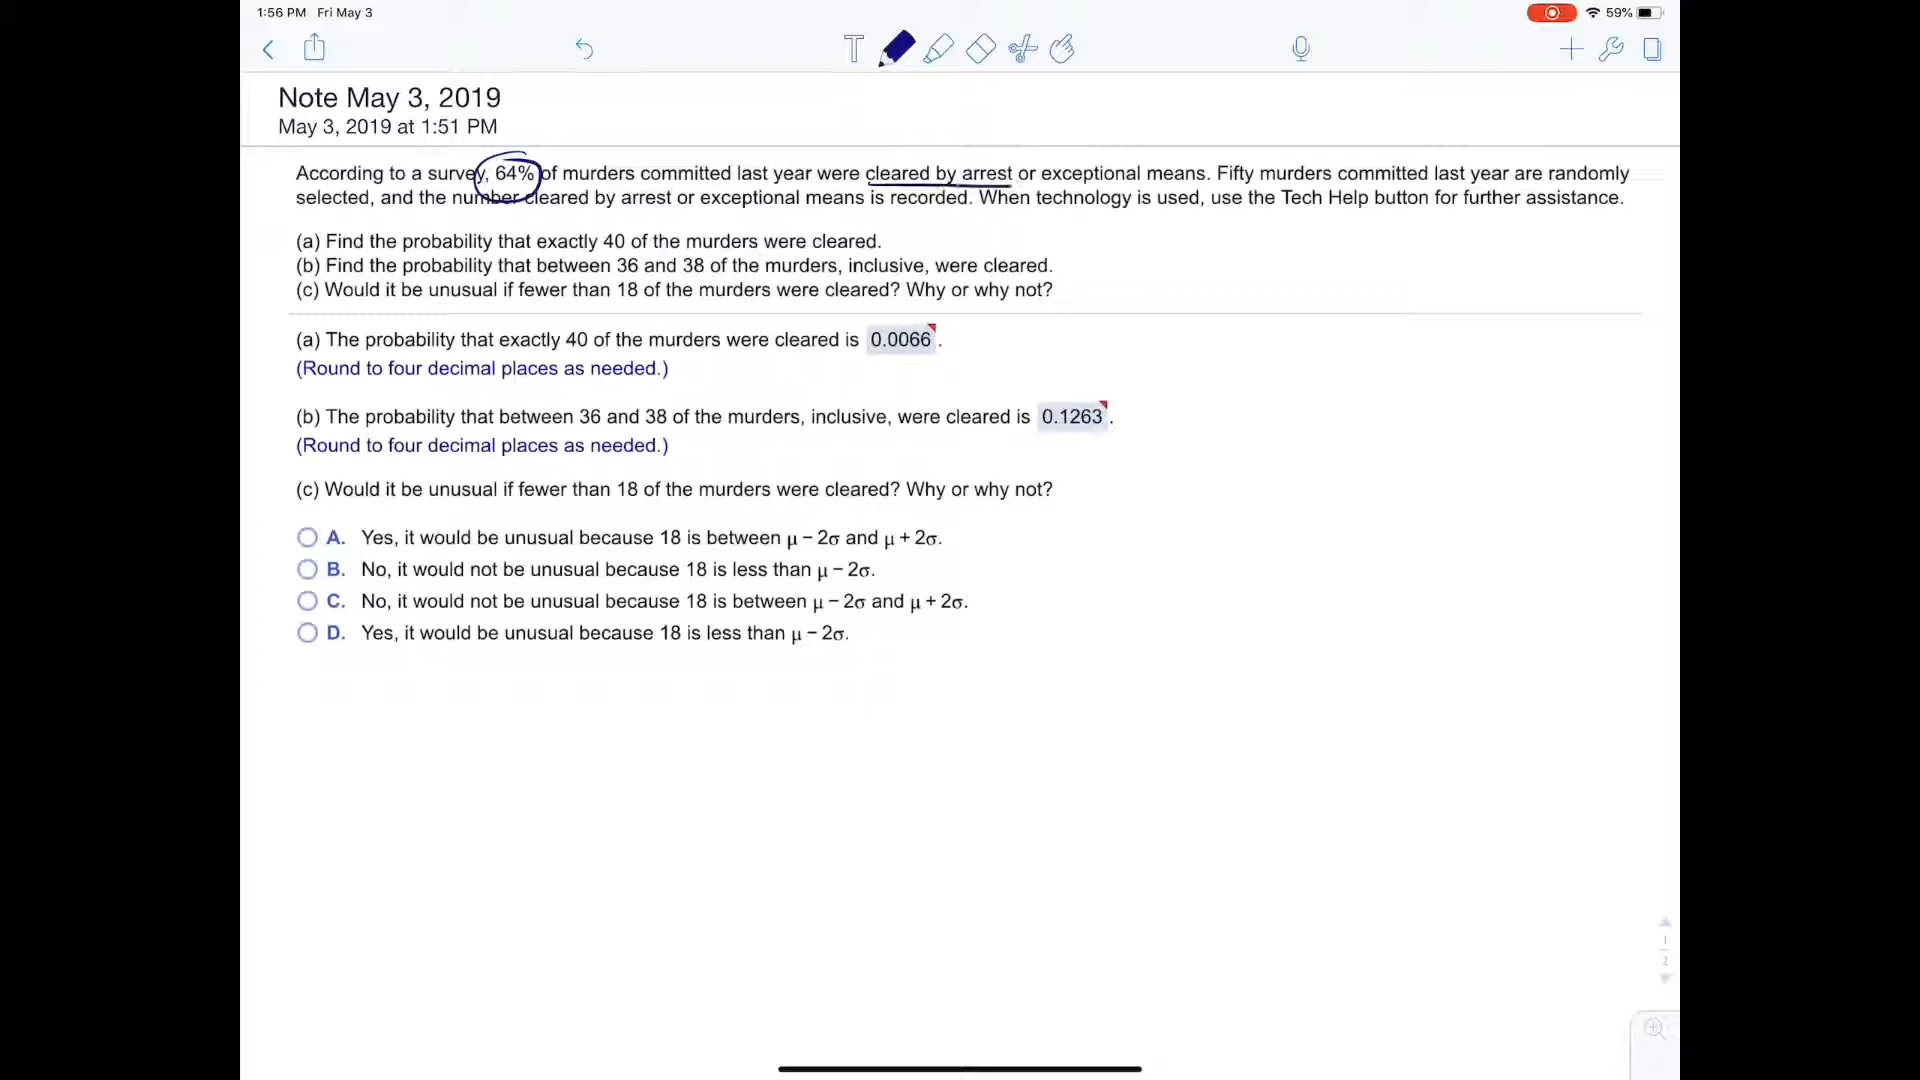 1:56 PM Fri May 3
59%
T
Note May 3, 2019
May 3, 2019 at 1:51 PM
According to a survey, 64% of murders committed last year were cleared by arrest or exceptional means. Fifty murders committed last year are randomly
selected, and the number cleared by arrest or exceptional means is recorded. When technology is used, use the Tech Help button for further assistance.
(a) Find the probability that exactly 40 of the murders were cleared.
(b) Find the probability that between 36 and 38 of the murders, inclusive, were cleared.
(c) Would it be unusual if fewer than 18 of the murders were cleared? Why or why not?
(a) The probability that exactly 40 of the murders were cleared is 0.0066.
(Round to four decimal places as needed.)
(b) The probability that between 36 and 38 of the murders, inclusive, were cleared is 0.1263.
(Round to four decimal places as needed.)
(c) Would it be unusual if fewer than 18 of the murders were cleared? Why or why not?
A. Yes, it would be unusual because 18 is between μ − 2σ and μ + 2σ.
B. No, it would not be unusual because 18 is less than μ − 2σ.
C. No, it would not be unusual because 18 is between μ − 2σ and μ + 2σ.
D. Yes, it would be unusual because 18 is less than μ − 2σ.
1
2